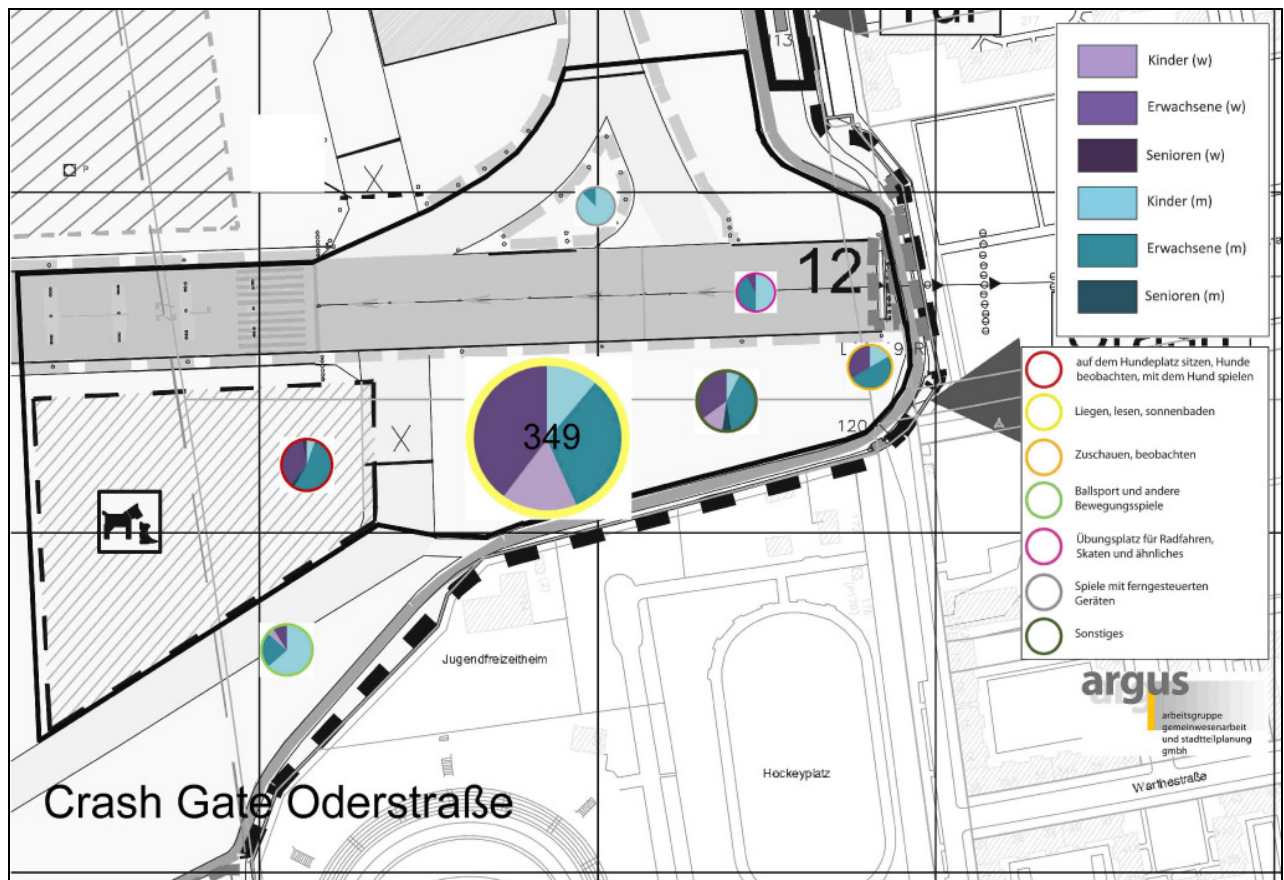 13
217
Kinder (w)
Erwachsene (w)
Senioren (w)
Kinder (m)
Erwachsene (m)
Senioren (m)
P
12
auf dem Hundeplatz sitzen, Hunde
beobachten, mit dem Hund spielen
Liegen, lesen, sonnenbaden
Zuschauen, beobachten
Ballsport und andere
Bewegungsspiele
Übungsplatz für Radfahren,
Skaten und ähnliches
Spiele mit ferngesteuerten
Geräten
Sonstiges
349
120
Jugendfreizeitheim
Hockeyplatz
argus
arbeitsgruppe
gemeinwesenarbeit
und stadtteilplanung
gmbh
Warthestraße
Crash Gate Oderstraße